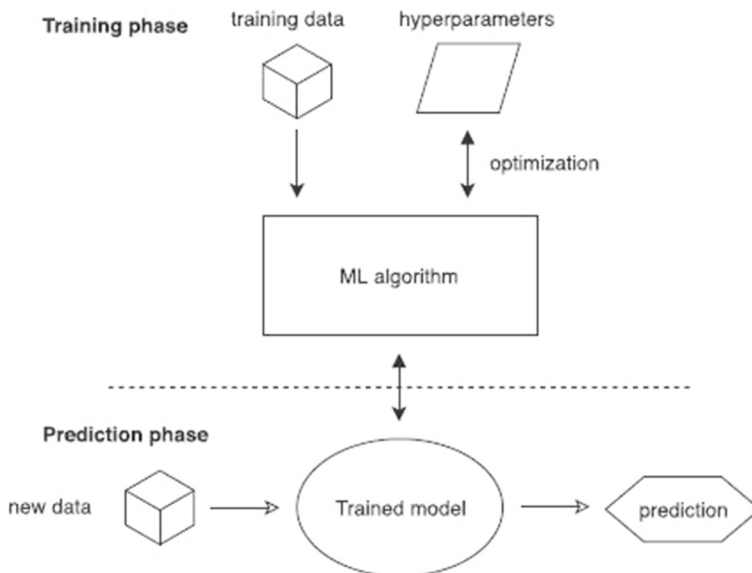 Training phase
training data
hyperparameters
optimization
ML algorithm
Prediction phase
new data
Trained model
prediction